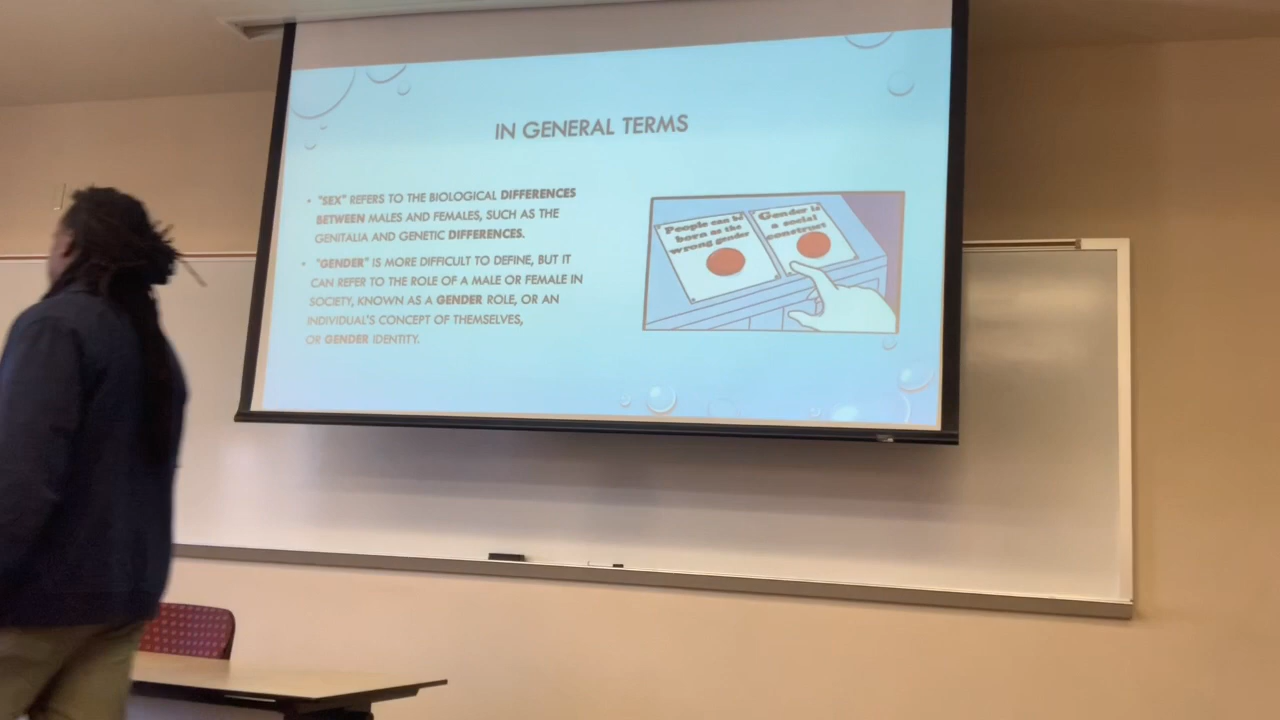 IN GENERAL TERMS
• "SEX" REFERS TO THE BIOLOGICAL DIFFERENCES
BETWEEN MALES AND FEMALES, SUCH AS THE
GENITALIA AND GENETIC DIFFERENCES.
• "GENDER" IS MORE DIFFICULT TO DEFINE, BUT IT
CAN REFER TO THE ROLE OF A MALE OR FEMALE IN
SOCIETY, KNOWN AS A GENDER ROLE, OR AN
INDIVIDUAL'S CONCEPT OF THEMSELVES,
OR GENDER IDENTITY.
People can be
born as the
wrong gender
Gender is
a social
construct